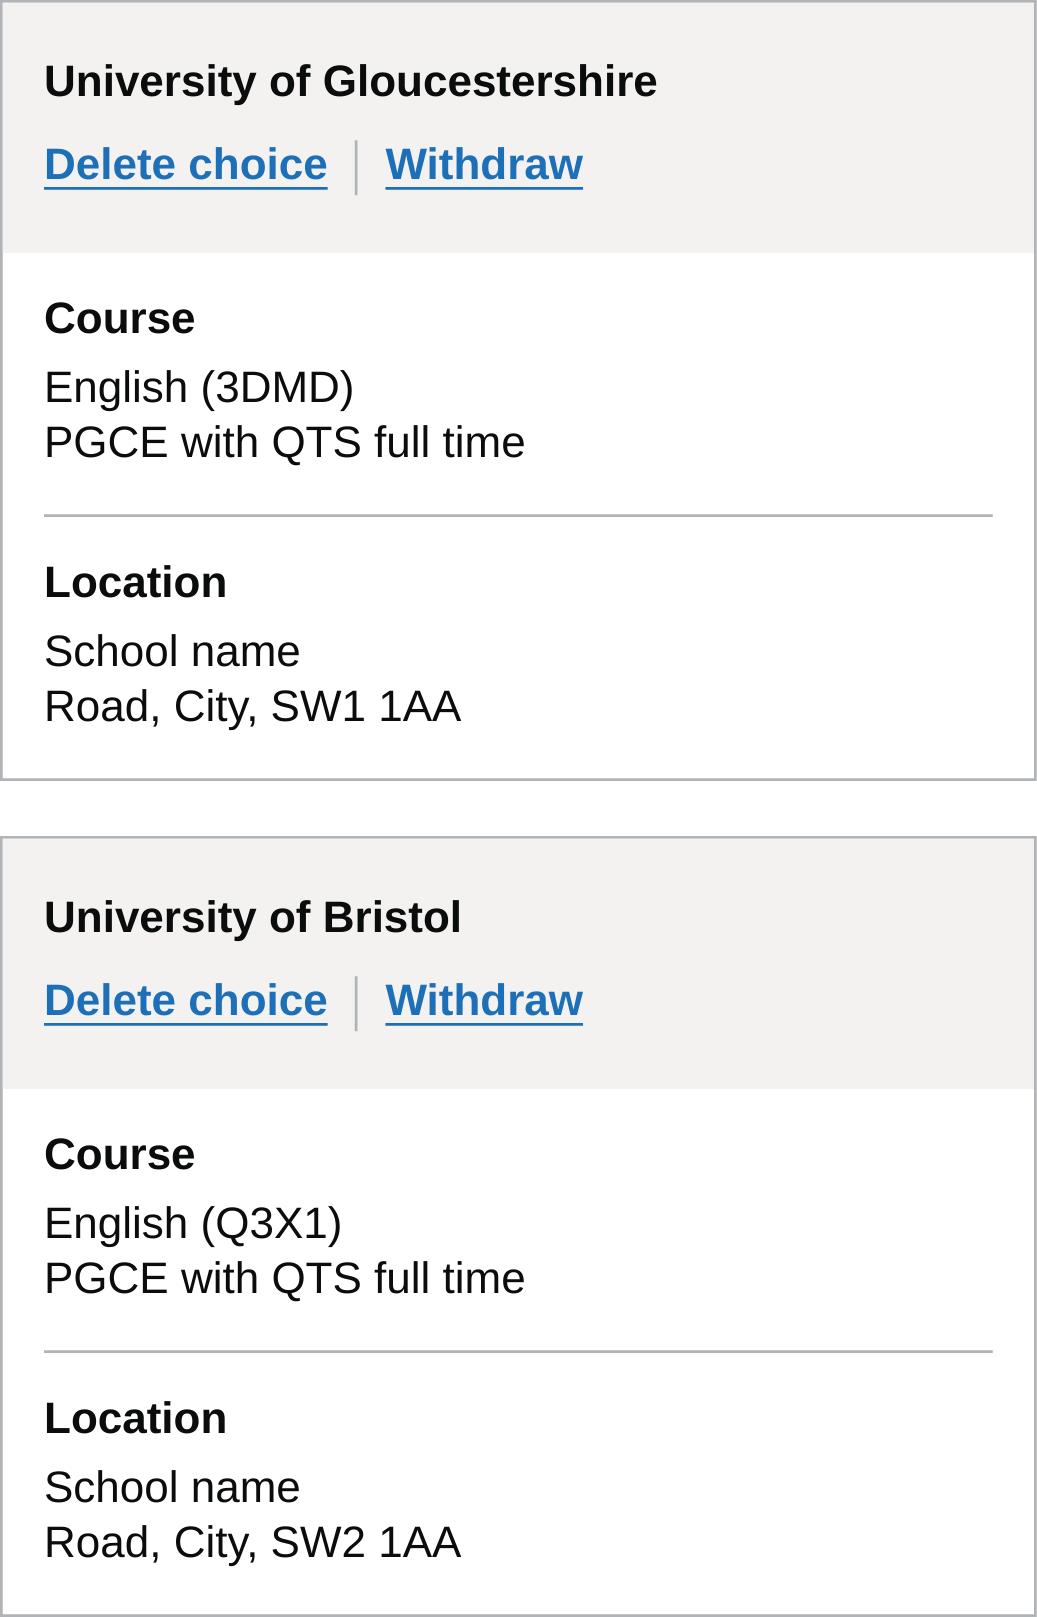 University of Gloucestershire
Delete choice Withdraw
Course
English (3DMD)
PGCE with QTS full time
Location
School name
Road, City, SW1 1AA
University of Bristol
Delete choice Withdraw
Course
English (Q3X1)
PGCE with QTS full time
Location
School name
Road, City, SW2 1AA